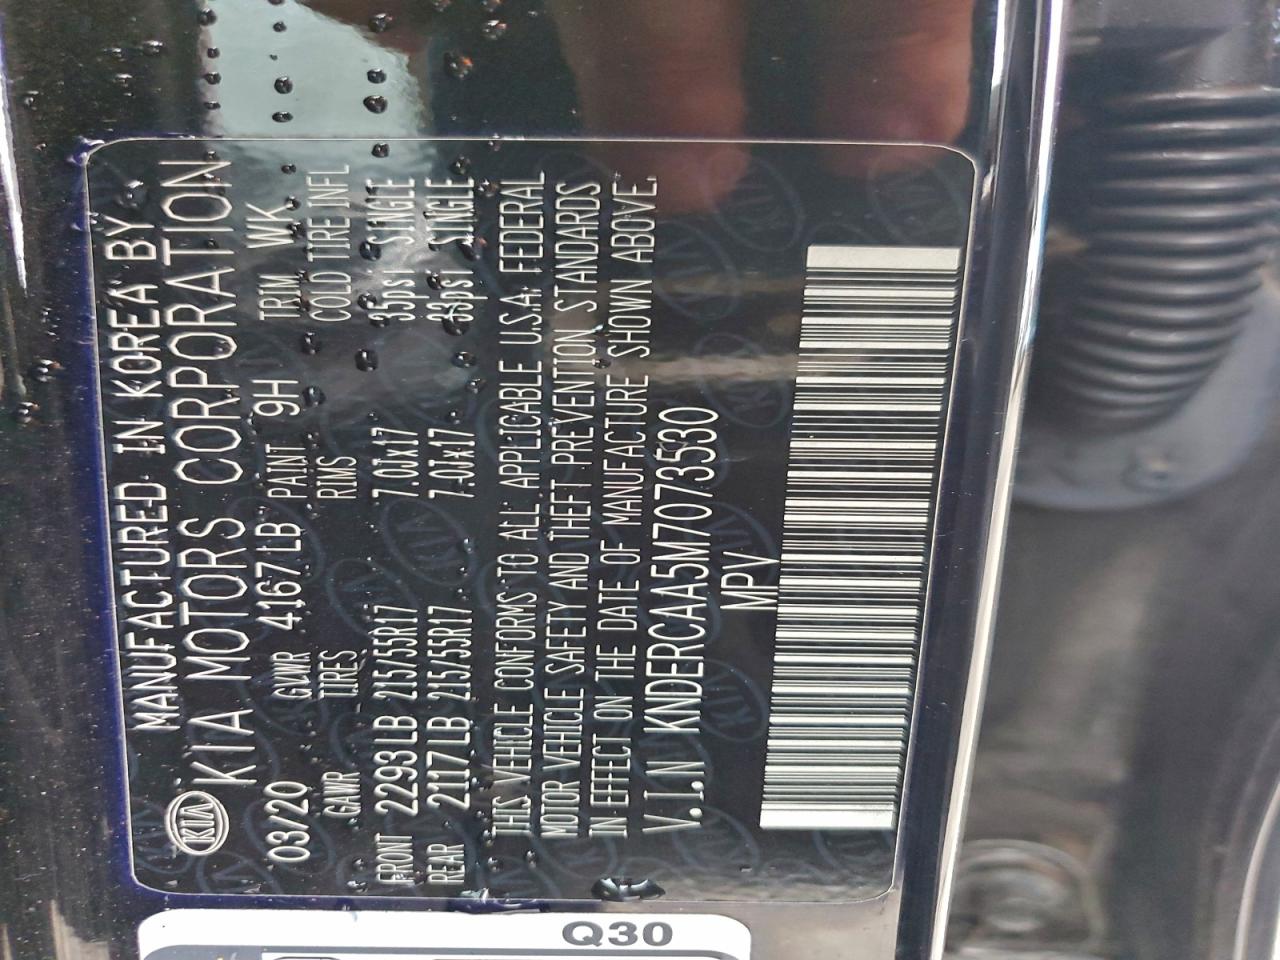 MANUFACTURED IN KOREA BY
KIA KIA MOTORS CORPORATION
03/20 GVWR 4167LB PAINT 9H TRIM WK
GAWR TIRES RIMS COLD TIRE INFL
FRONT 2293LB 215/55R17 7.0Jx17 35psi SINGLE
REAR 2117LB 215/55R17 7.0Jx17 33psi SINGLE
THIS VEHICLE CONFORMS TO ALL APPLICABLE U.S.A. FEDERAL
MOTOR VEHICLE SAFETY AND THEFT PREVENTION STANDARDS
IN EFFECT ON THE DATE OF MANUFACTURE SHOWN ABOVE.
V.I.N KNDERCAA5M7073530
MPV
Q30